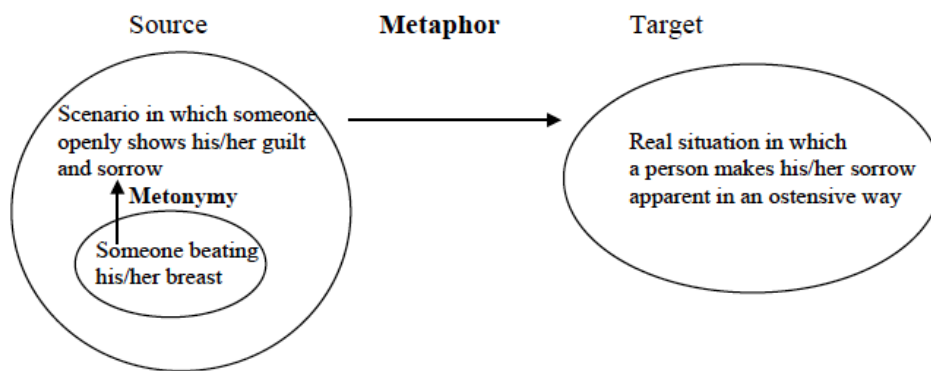 Source Metaphor Target
Scenario in which someone
openly shows his/her guilt
and sorrow
Metonymy
Someone beating
his/her breast
Real situation in which
a person makes his/her sorrow
apparent in an ostensive way